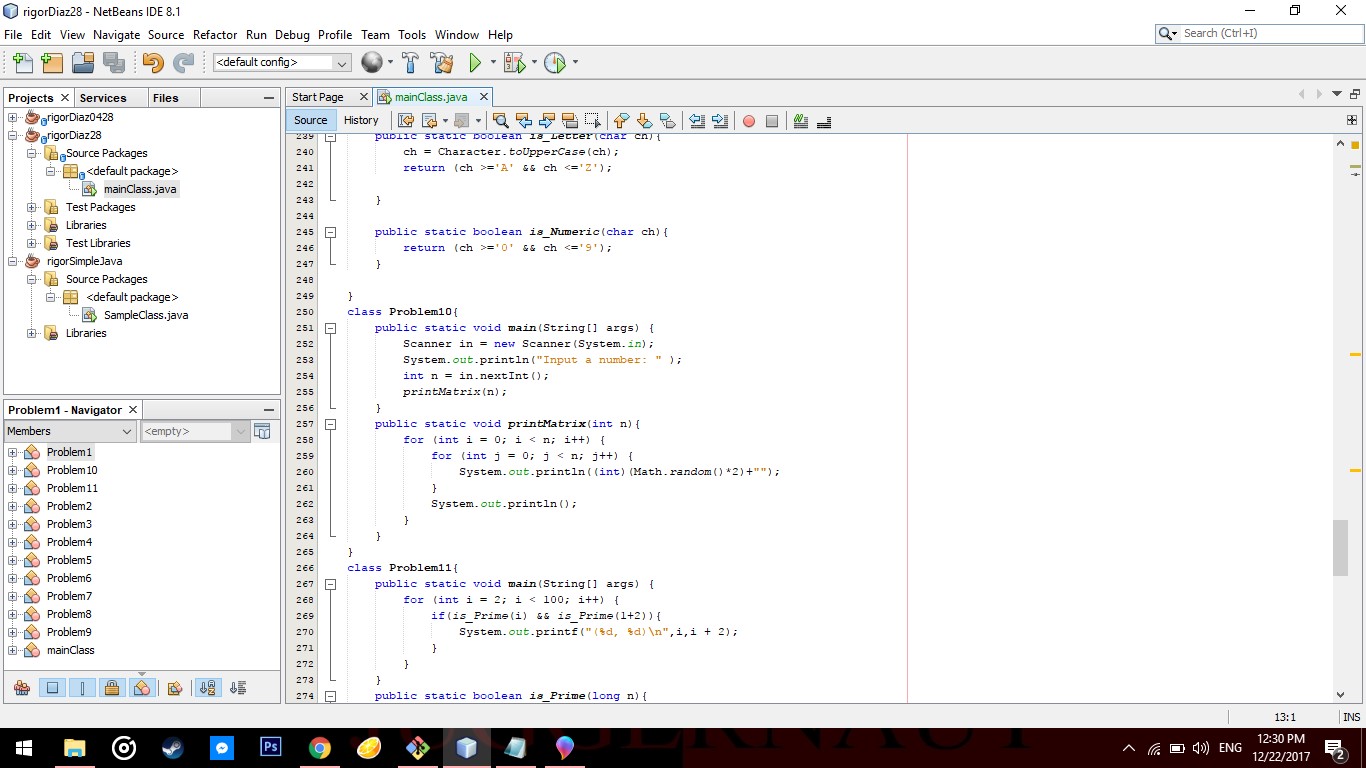 rigorDiaz28 - NetBeans IDE 8.1
File Edit View Navigate Source Refactor Run Debug Profile Team Tools Window Help
Search (Ctrl+I)
<default config>
Projects Services Files
rigorDiaz0428
rigorDiaz28
Source Packages
<default package>
mainClass.java
Test Packages
Libraries
Test Libraries
rigorSimpleJava
Source Packages
<default package>
SampleClass.java
Libraries
Problem1 - Navigator
Members <empty>
Problem1
Problem10
Problem11
Problem2
Problem3
Problem4
Problem5
Problem6
Problem7
Problem8
Problem9
mainClass
Start Page mainClass.java
Source History
239 public static boolean is_Letter(char ch){
240 ch = Character.toUpperCase(ch);
241 return (ch >='A' && ch <='Z');
242
243 }
244
245 public static boolean is_Numeric(char ch){
246 return (ch >='0' && ch <='9');
247 }
248
249 }
250 class Problem10{
251 public static void main(String[] args) {
252 Scanner in = new Scanner(System.in);
253 System.out.println("Input a number: " );
254 int n = in.nextInt();
255 printMatrix(n);
256 }
257 public static void printMatrix(int n){
258 for (int i = 0; i < n; i++) {
259 for (int j = 0; j < n; j++) {
260 System.out.println((int)(Math.random()*2)+"");
261 }
262 System.out.println();
263 }
264 }
265 }
266 class Problem11{
267 public static void main(String[] args) {
268 for (int i = 2; i < 100; i++) {
269 if(is_Prime(i) && is_Prime(1+2)){
270 System.out.printf("(%d, %d)\n",i,i + 2);
271 }
272 }
273 }
274 public static boolean is_Prime(long n){
13:1 INS
JUGGERNAUT
Ps
ENG
12:30 PM
12/22/2017
2